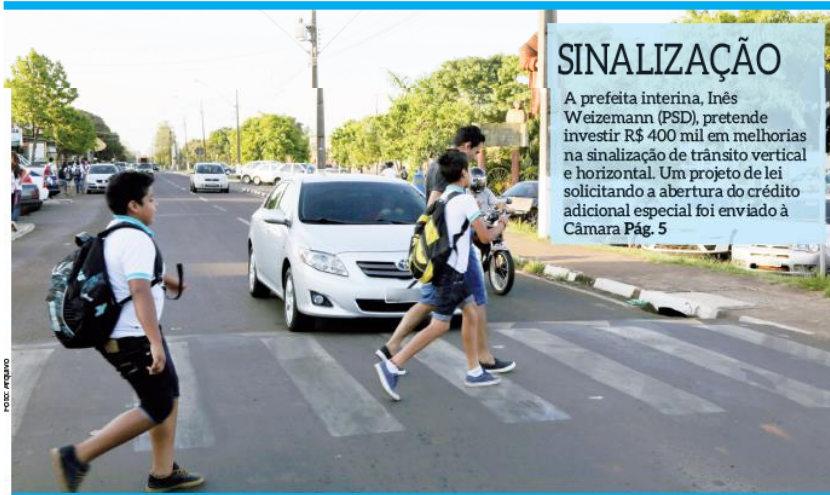 SINALIZAÇÃO
A prefeita interina, Inês
Weizemann (PSD), pretende
investir R$ 400 mil em melhorias
na sinalização de trânsito vertical
e horizontal. Um projeto de lei
solicitando a abertura do crédito
adicional especial foi enviado à
Câmara Pág. 5
FOTO: ARQUIVO